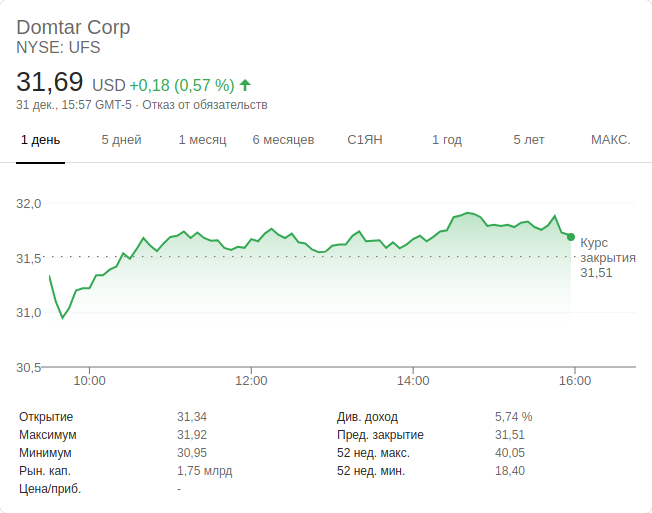 Domtar Corp
NYSE: UFS
31,69 USD +0,18 (0,57 %)
31 дек., 15:57 GMT-5 · Отказ от обязательств
1 день 5 дней 1 месяц 6 месяцев С1ЯН 1 год 5 лет МАКС.
32,0
31,5
31,0
30,5
Курс
закрытия
31,51
10:00 12:00 14:00 16:00
Открытие 31,34 Див. доход 5,74 %
Максимум 31,92 Пред. закрытие 31,51
Минимум 30,95 52 нед. макс. 40,05
Рын. кап. 1,75 млрд 52 нед. мин. 18,40
Цена/приб. -